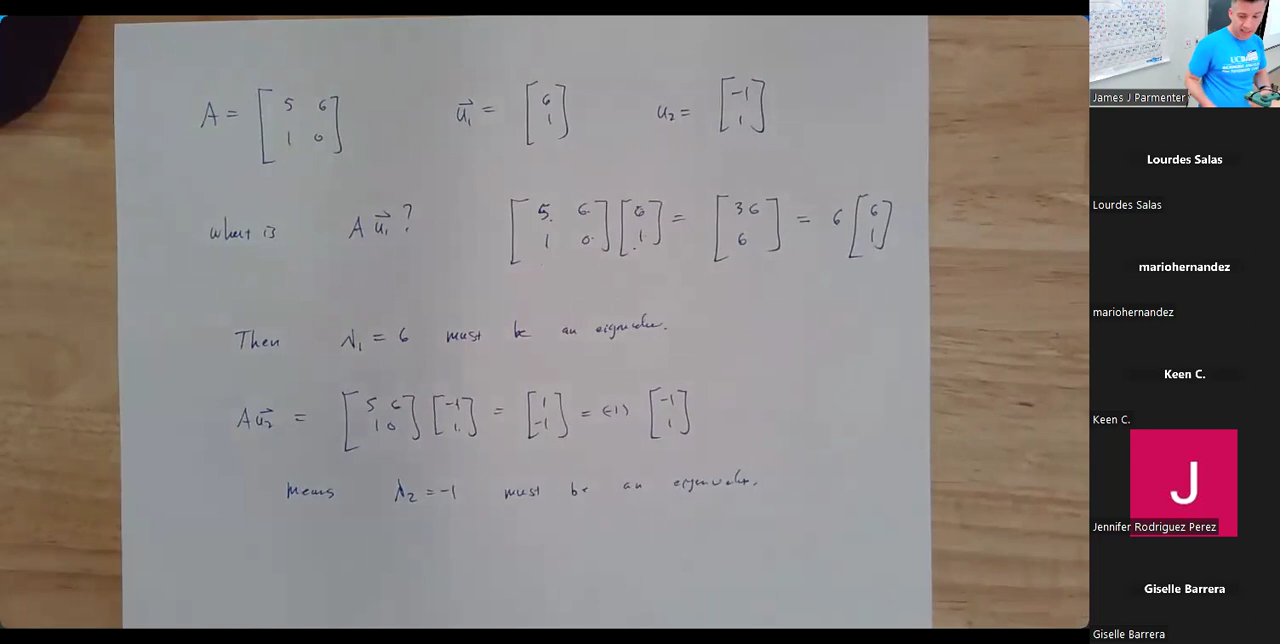 A = [ 5 6 ; 1 0 ] u⃗₁ = [ 6 ; 1 ] u₂ = [ -1 ; 1 ]
what is A u⃗₁ ? [ 5 6 ; 1 0 ] [ 6 ; 1 ] = [ 36 ; 6 ] = 6 [ 6 ; 1 ]
Then λ₁ = 6 must be an eigenvalue.
A u⃗₂ = [ 5 6 ; 1 0 ] [ -1 ; 1 ] = [ 1 ; -1 ] = (-1) [ -1 ; 1 ]
means λ₂ = -1 must be an eigenvalue.
James J Parmenter
Lourdes Salas
Lourdes Salas
mariohernandez
mariohernandez
Keen C.
Keen C.
J
Jennifer Rodriguez Perez
Giselle Barrera
Giselle Barrera